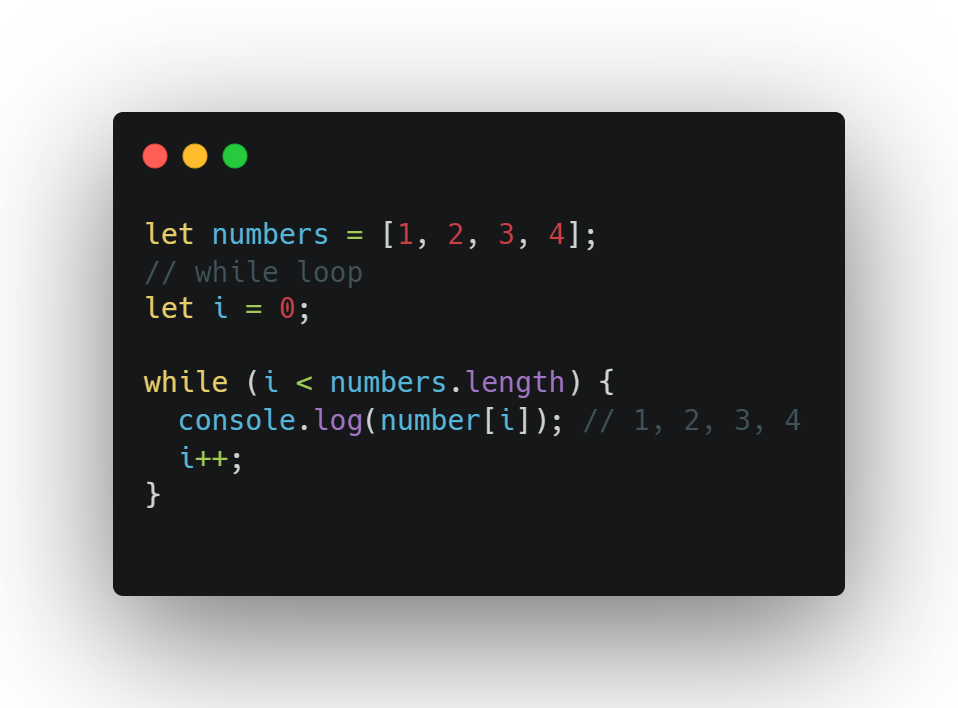 let numbers = [1, 2, 3, 4];
// while loop
let i = 0;

while (i < numbers.length) {
  console.log(number[i]); // 1, 2, 3, 4
  i++;
}